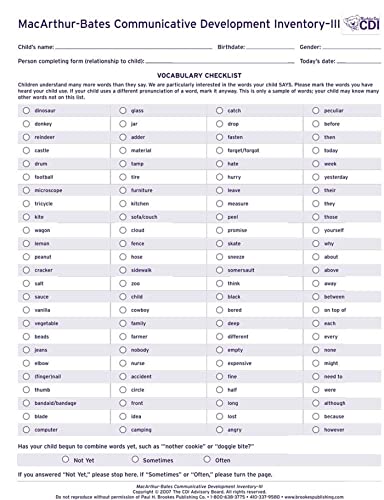 MacArthur-Bates Communicative Development Inventory–III
CDI
Child's name: Birthdate: Gender:
Person completing form (relationship to child): Today's date:
VOCABULARY CHECKLIST
Children understand many more words than they say. We are particularly interested in the words your child SAYS. Please mark the words you
have heard your child use. If your child uses a different pronunciation of a word, mark it anyway. This is only a sample of words; your child may know many
other words not on this list.
dinosaur glass catch peculiar
donkey jar drop before
reindeer adder fasten then
castle material forget/forgot today
drum lamp hate week
football tire hurry yesterday
microscope furniture leave their
tricycle kitchen measure they
kite sofa/couch peel those
wagon cloud promise yourself
lemon fence skate why
peanut hose sneeze about
cracker sidewalk somersault above
salt zoo think away
sauce child black between
vanilla cowboy bored on top of
vegetable family deep each
beads farmer different every
jeans nobody empty none
elbow nurse expensive might
(finger)nail accident fine need to
thumb circle half were
bandaid/bandage front long although
blade idea lost because
computer camping angry however
Has your child begun to combine words yet, such as "nother cookie" or "doggie bite?"
Not Yet Sometimes Often
If you answered "Not Yet," please stop here. If "Sometimes" or "Often," please turn the page.
MacArthur-Bates Communicative Development Inventory-III
Copyright © 2007 The CDI Advisory Board. All rights reserved.
Do not reproduce without permission of Paul H. Brookes Publishing Co. • 1-800-638-3775 • 410-337-9580 • www.brookespublishing.com